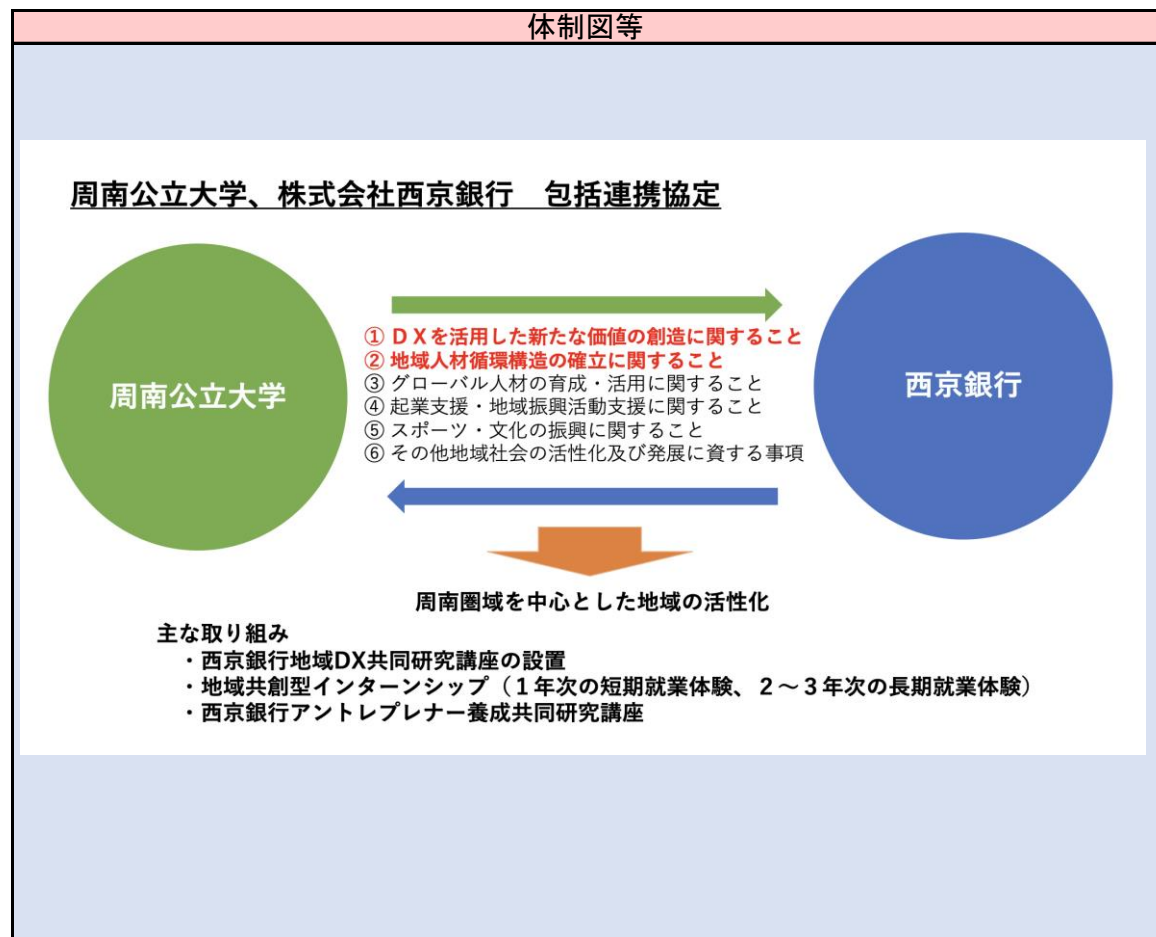 体制図等
周南公立大学、株式会社西京銀行　包括連携協定
周南公立大学
① ＤＸを活用した新たな価値の創造に関すること
② 地域人材循環構造の確立に関すること
③ グローバル人材の育成・活用に関すること
④ 起業支援・地域振興活動支援に関すること
⑤ スポーツ・文化の振興に関すること
⑥ その他地域社会の活性化及び発展に資する事項
西京銀行
周南圏域を中心とした地域の活性化
主な取り組み
・西京銀行地域DX共同研究講座の設置
・地域共創型インターンシップ（１年次の短期就業体験、２～３年次の長期就業体験）
・西京銀行アントレプレナー養成共同研究講座